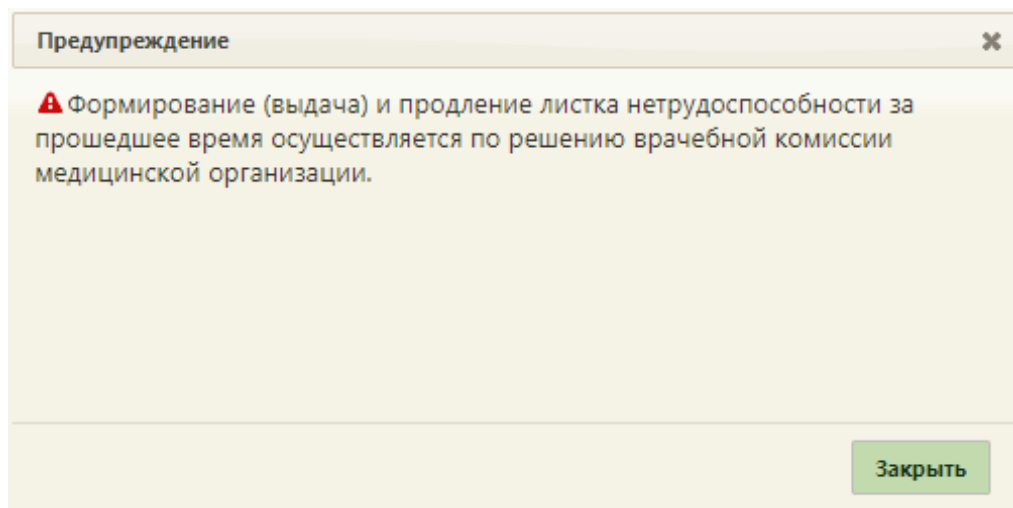 Предупреждение
Формирование (выдача) и продление листка нетрудоспособности за
прошедшее время осуществляется по решению врачебной комиссии
медицинской организации.
Закрыть